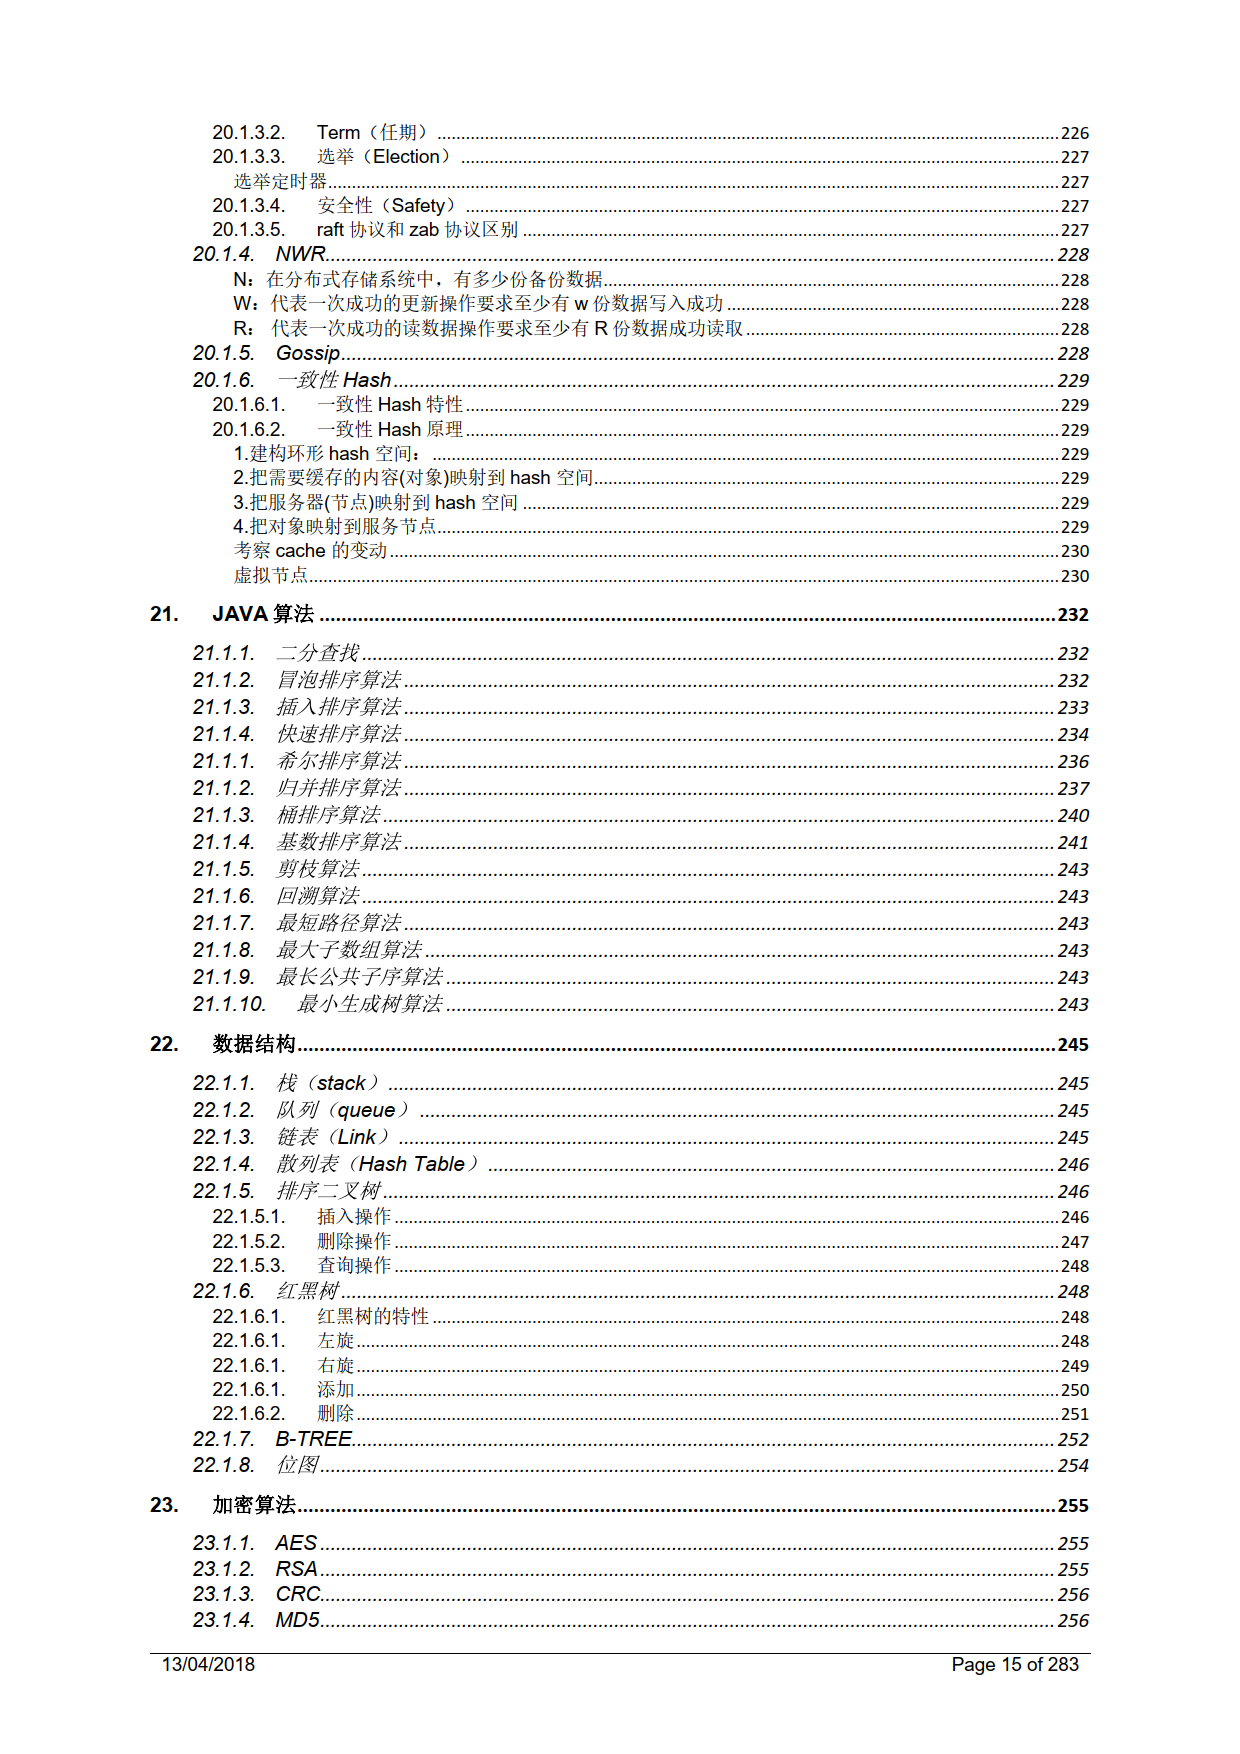 20.1.3.2. Term（任期）........226
20.1.3.3. 选举（Election）........227
选举定时器........227
20.1.3.4. 安全性（Safety）........227
20.1.3.5. raft 协议和 zab 协议区别........227
20.1.4. NWR........228
N：在分布式存储系统中，有多少份备份数据........228
W：代表一次成功的更新操作要求至少有 w 份数据写入成功........228
R： 代表一次成功的读数据操作要求至少有 R 份数据成功读取........228
20.1.5. Gossip........228
20.1.6. 一致性 Hash........229
20.1.6.1. 一致性 Hash 特性........229
20.1.6.2. 一致性 Hash 原理........229
1.建构环形 hash 空间：........229
2.把需要缓存的内容(对象)映射到 hash 空间........229
3.把服务器(节点)映射到 hash 空间........229
4.把对象映射到服务节点........229
考察 cache 的变动........230
虚拟节点........230
21. JAVA 算法........232
21.1.1. 二分查找........232
21.1.2. 冒泡排序算法........232
21.1.3. 插入排序算法........233
21.1.4. 快速排序算法........234
21.1.1. 希尔排序算法........236
21.1.2. 归并排序算法........237
21.1.3. 桶排序算法........240
21.1.4. 基数排序算法........241
21.1.5. 剪枝算法........243
21.1.6. 回溯算法........243
21.1.7. 最短路径算法........243
21.1.8. 最大子数组算法........243
21.1.9. 最长公共子序算法........243
21.1.10. 最小生成树算法........243
22. 数据结构........245
22.1.1. 栈（stack）........245
22.1.2. 队列（queue）........245
22.1.3. 链表（Link）........245
22.1.4. 散列表（Hash Table）........246
22.1.5. 排序二叉树........246
22.1.5.1. 插入操作........246
22.1.5.2. 删除操作........247
22.1.5.3. 查询操作........248
22.1.6. 红黑树........248
22.1.6.1. 红黑树的特性........248
22.1.6.1. 左旋........248
22.1.6.1. 右旋........249
22.1.6.1. 添加........250
22.1.6.2. 删除........251
22.1.7. B-TREE........252
22.1.8. 位图........254
23. 加密算法........255
23.1.1. AES........255
23.1.2. RSA........255
23.1.3. CRC........256
23.1.4. MD5........256
13/04/2018 Page 15 of 283